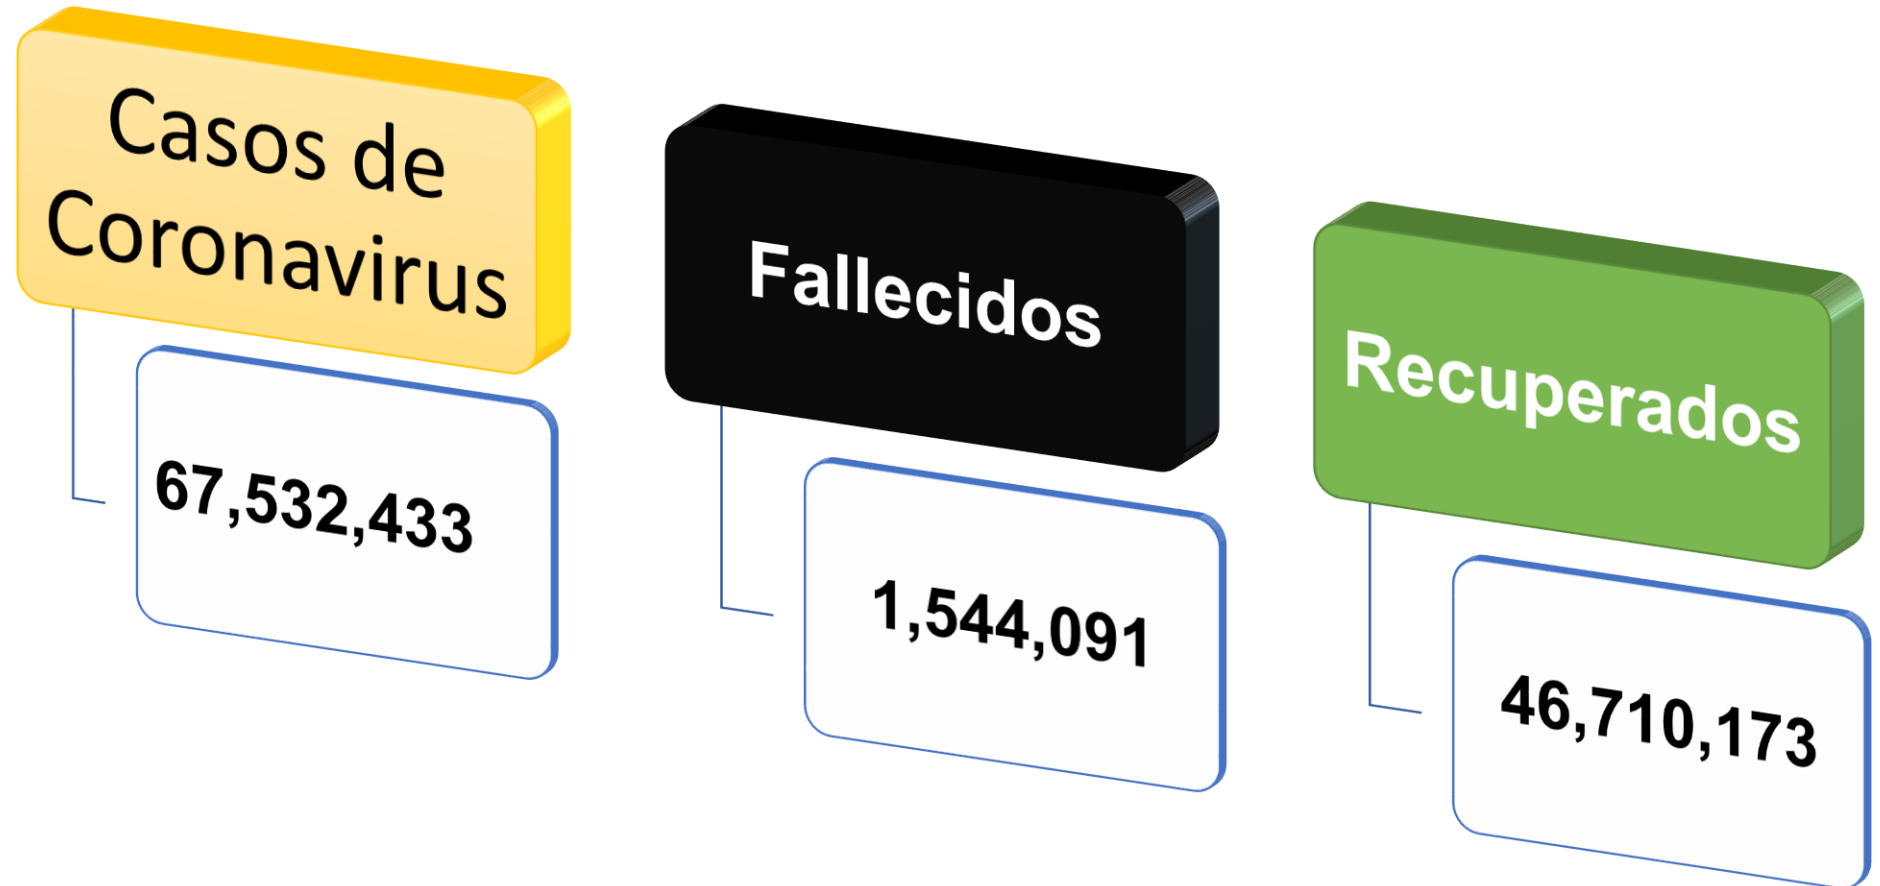 Casos de
Coronavirus
67,532,433
Fallecidos
1,544,091
Recuperados
46,710,173